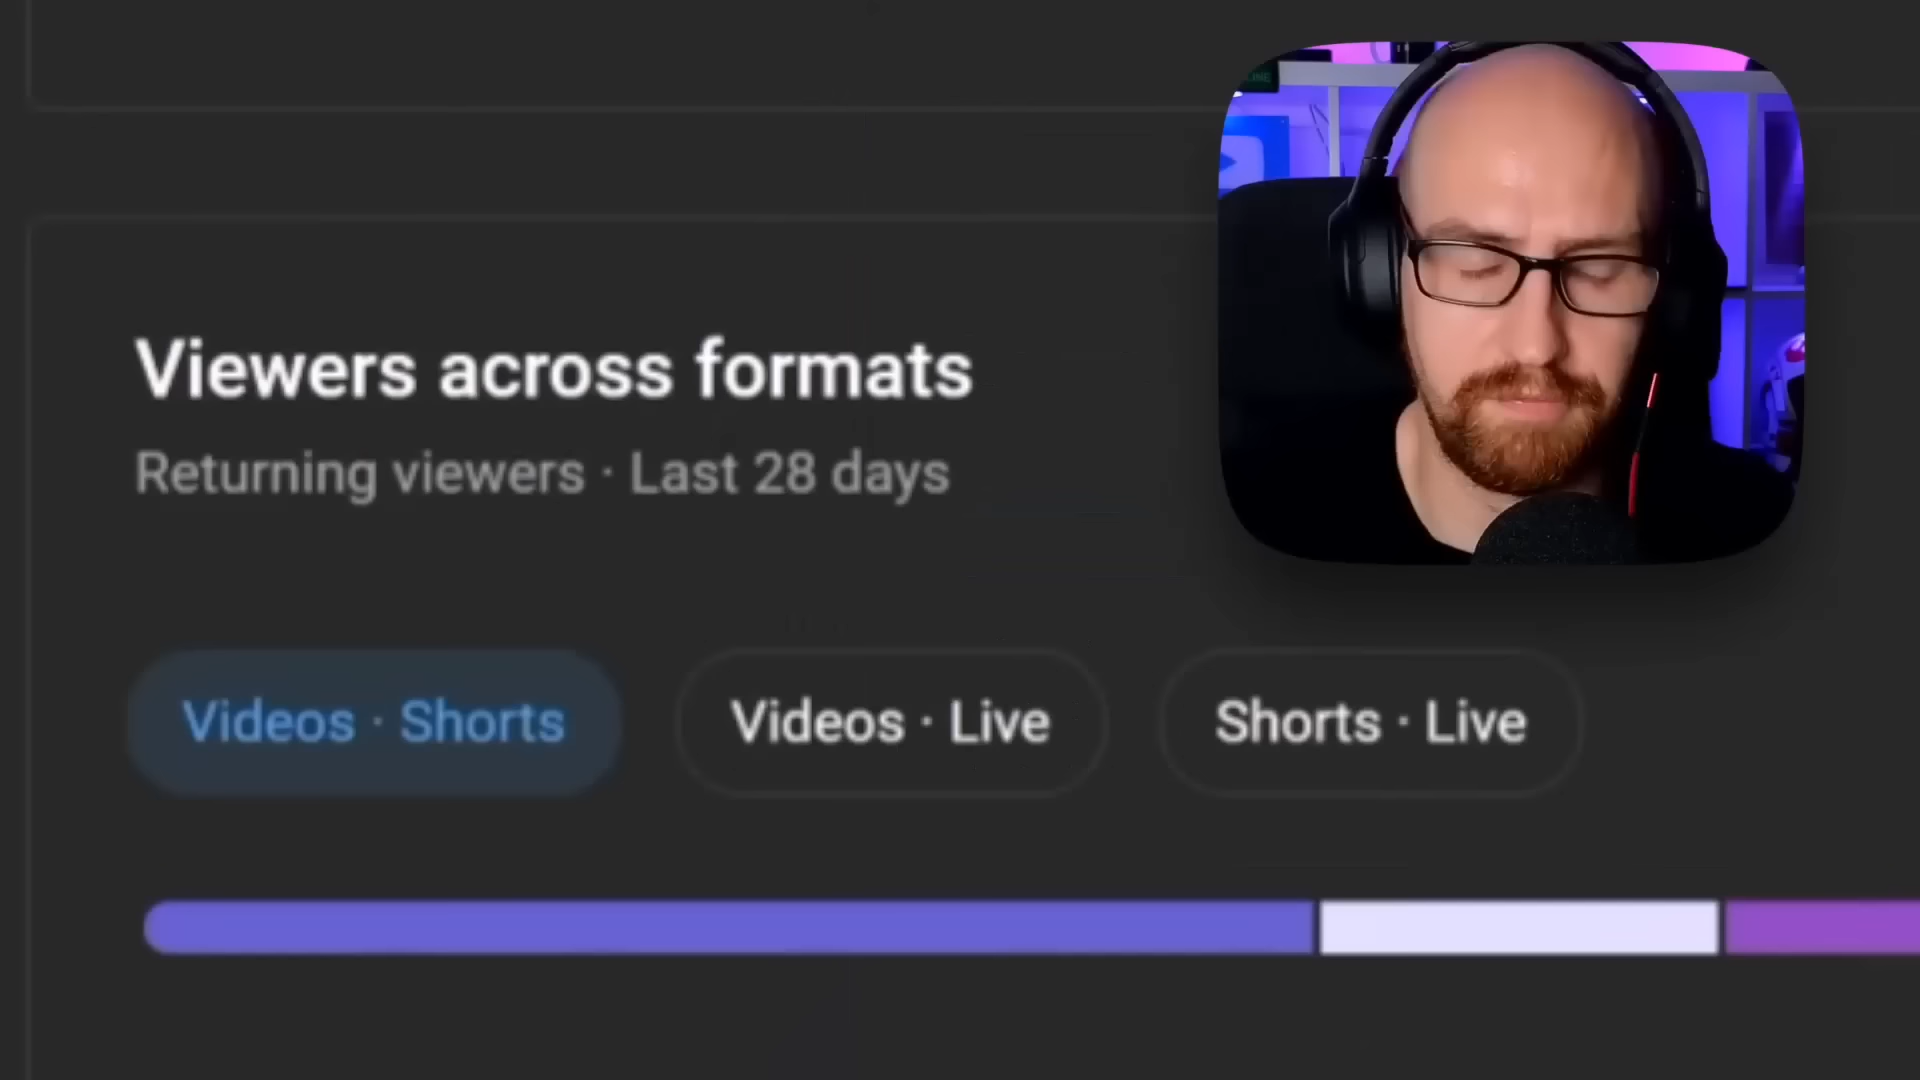 Viewers across formats
Returning viewers · Last 28 days
Videos · Shorts
Videos · Live
Shorts · Live